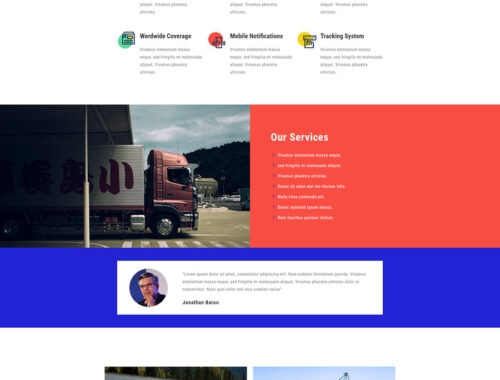 aliquet. Vivamus pharetra
ultricies.
aliquet. Vivamus pharetra
ultricies.
aliquet. Vivamus pharetra
ultricies.
Wordwide Coverage
Vivamus elementum massa
neque, sed fringilla mi malesuada
aliquet. Vivamus pharetra
ultricies.
Mobile Notifications
Vivamus elementum massa
neque, sed fringilla mi malesuada
aliquet. Vivamus pharetra
ultricies.
Tracking System
Vivamus elementum massa
neque, sed fringilla mi malesuada
aliquet. Vivamus pharetra
ultricies.
Our Services
Vivamus elementum massa neque,
sed fringilla mi malesuada aliquet.
Vivamus pharetra ultricies.
Donec sit amet orci leo rdum felis.
Nulla vitae commodo elit.
Donec euismod ipsum massa.
Nam faucibus pulvinar dictum.
"Lorem ipsum dolor sit amet, consectetur adipiscing elit. Nam sodales fermentum gravida. Vivamus
elementum massa neque, sed fringilla mi malesuada aliquet. Vivamus pharetra ultricies dolor ut
consectetur. Nunc quis dolor sed arcu sodales varius"
Jonathan Baron